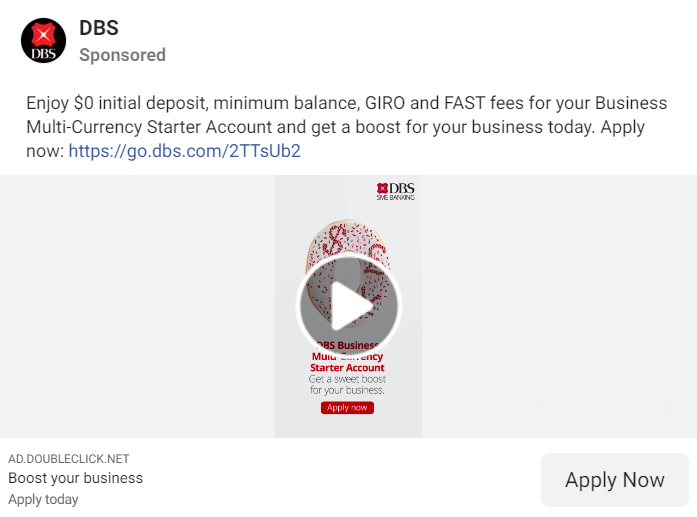 DBS
DBS
Sponsored
Enjoy $0 initial deposit, minimum balance, GIRO and FAST fees for your Business
Multi-Currency Starter Account and get a boost for your business today. Apply
now: https://go.dbs.com/2TTsUb2
DBS
SME BANKING
DBS Business
Multi-Currency
Starter Account
Get a sweet boost
for your business.
Apply now
AD.DOUBLECLICK.NET
Boost your business
Apply today
Apply Now